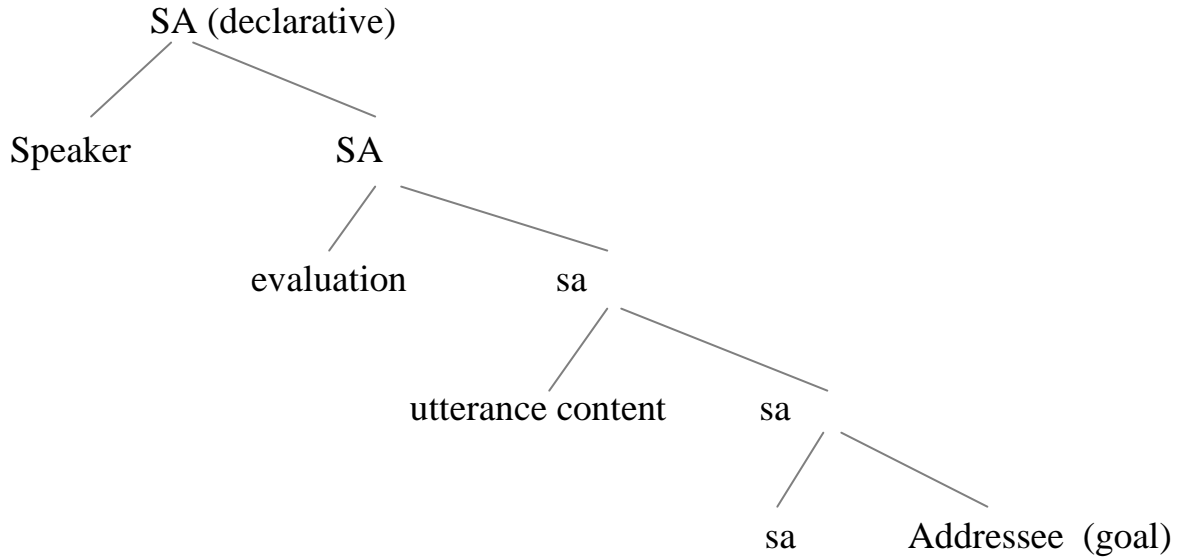 SA (declarative)
Speaker SA
evaluation sa
utterance content sa
sa Addressee (goal)